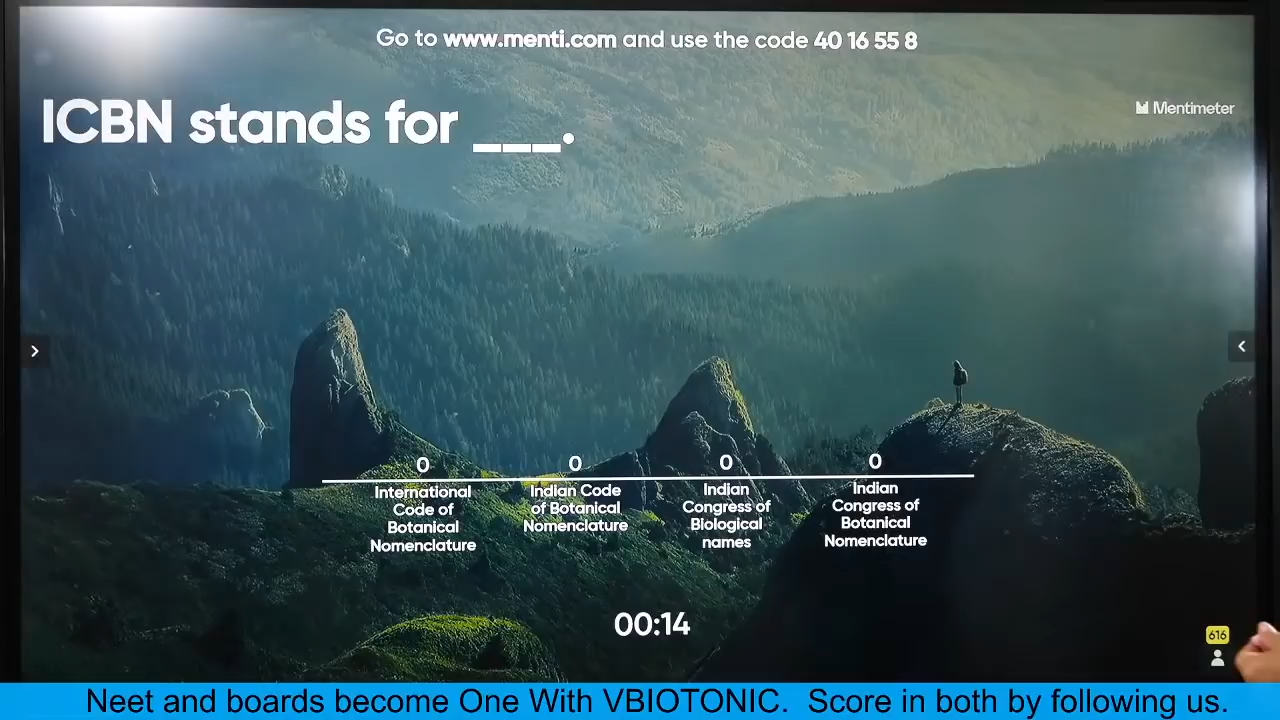 Go to www.menti.com and use the code 40 16 55 8
ICBN stands for ___.
Mentimeter
0
0
0
0
International
Code of
Botanical
Nomenclature
Indian Code
of Botanical
Nomenclature
Indian
Congress of
Biological
names
Indian
Congress of
Botanical
Nomenclature
00:14
616
Neet and boards become One With VBIOTONIC. Score in both by following us.